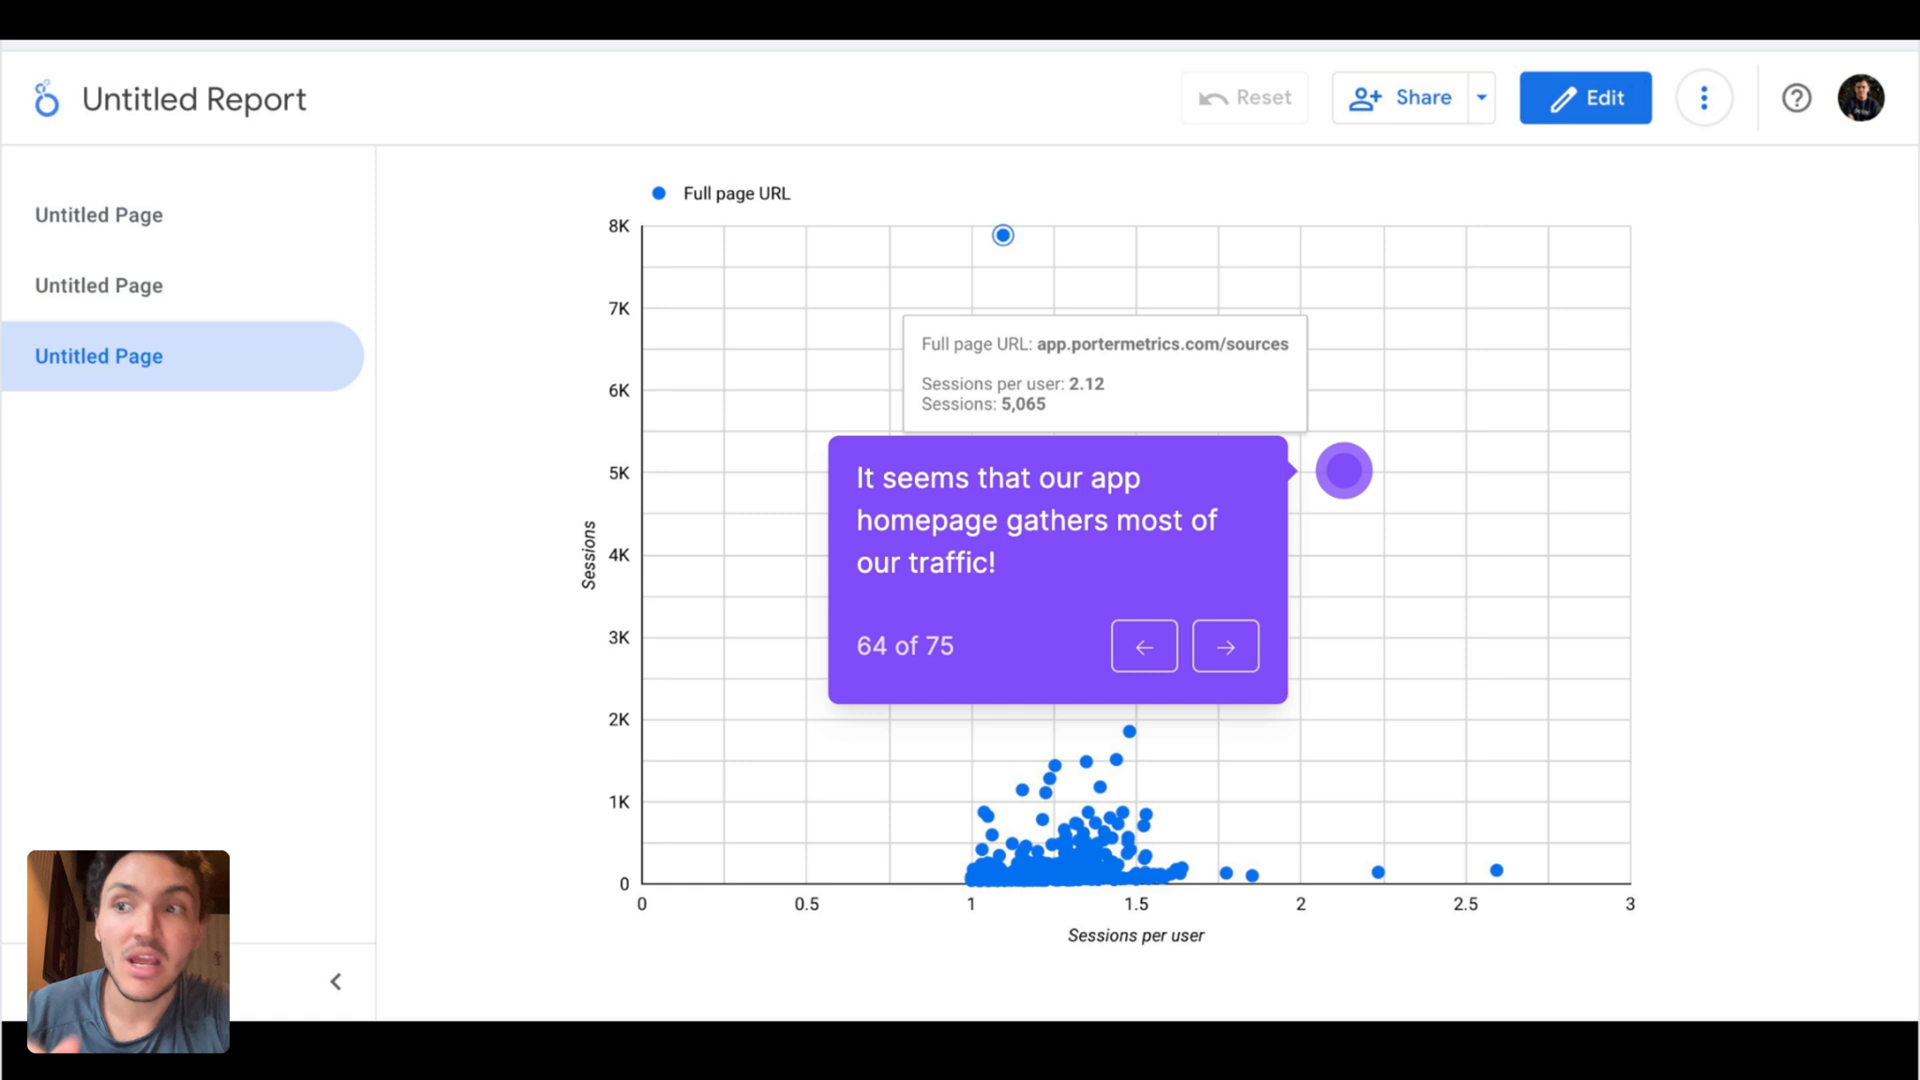 Untitled Report
Reset
Share
Edit
Untitled Page
Untitled Page
Untitled Page
Full page URL
8K
7K
6K
5K
4K
3K
2K
1K
0
Sessions
Full page URL: app.portermetrics.com/sources
Sessions per user: 2.12
Sessions: 5,065
It seems that our app
homepage gathers most of
our traffic!
64 of 75
0 0.5 1 1.5 2 2.5 3
Sessions per user